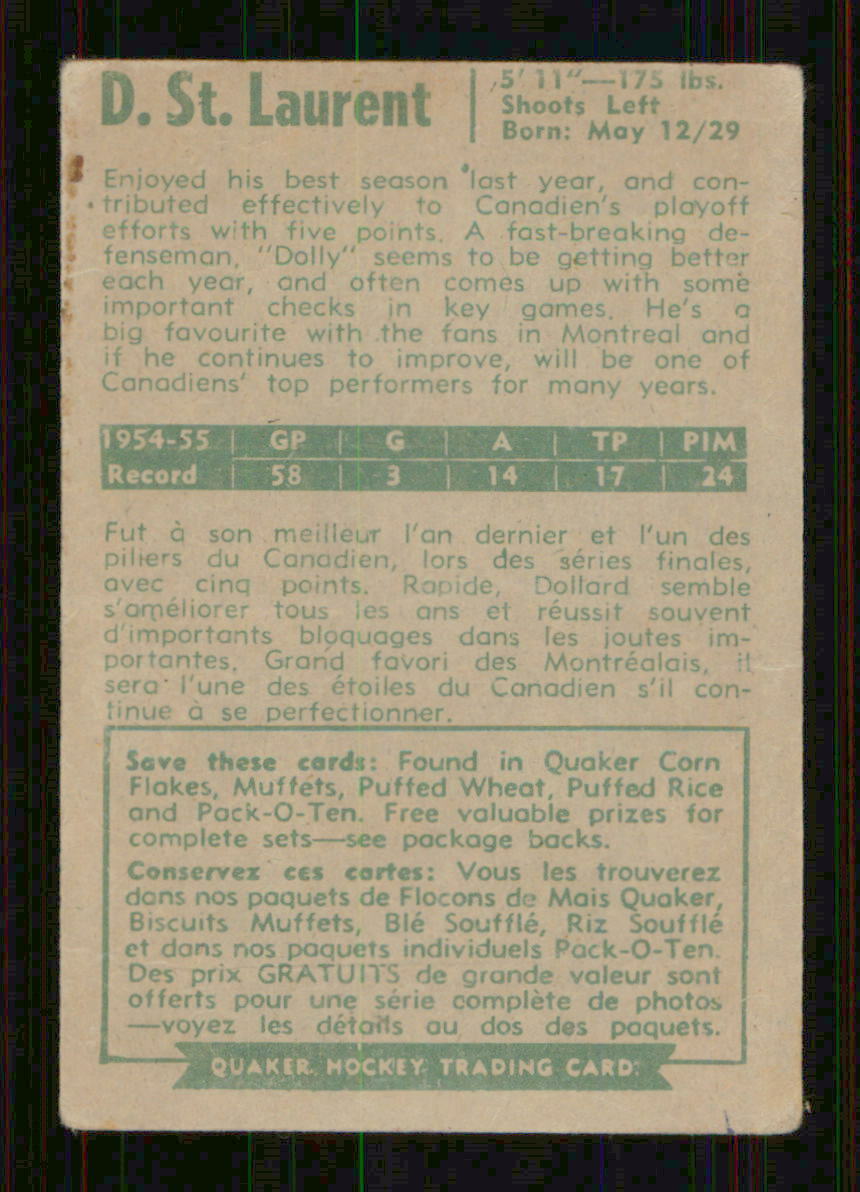 D. St. Laurent
5' 11"—175 lbs.
Shoots Left
Born: May 12/29
Enjoyed his best season last year, and con-
tributed effectively to Canadien's playoff
efforts with five points. A fast-breaking de-
fenseman, "Dolly" seems to be getting better
each year, and often comes up with some
important checks in key games. He's a
big favourite with the fans in Montreal and
if he continues to improve, will be one of
Canadiens' top performers for many years.
1954-55 | GP | G | A | TP | PIM
Record | 58 | 3 | 14 | 17 | 24
Fut à son meilleur l'an dernier et l'un des
piliers du Canadien, lors des séries finales,
avec cinq points. Rapide, Dollard semble
s'améliorer tous les ans et réussit souvent
d'importants bloquages dans les joutes im-
portantes. Grand favori des Montréalais, il
sera l'une des étoiles du Canadien s'il con-
tinue à se perfectionner.
Save these cards: Found in Quaker Corn
Flakes, Muffets, Puffed Wheat, Puffed Rice
and Pack-O-Ten. Free valuable prizes for
complete sets—see package backs.
Conservez ces cartes: Vous les trouverez
dans nos paquets de Flocons de Mais Quaker,
Biscuits Muffets, Blé Soufflé, Riz Soufflé
et dans nos paquets individuels Pack-O-Ten.
Des prix GRATUITS de grande valeur sont
offerts pour une série complète de photos
—voyez les détails au dos des paquets.
QUAKER HOCKEY TRADING CARD